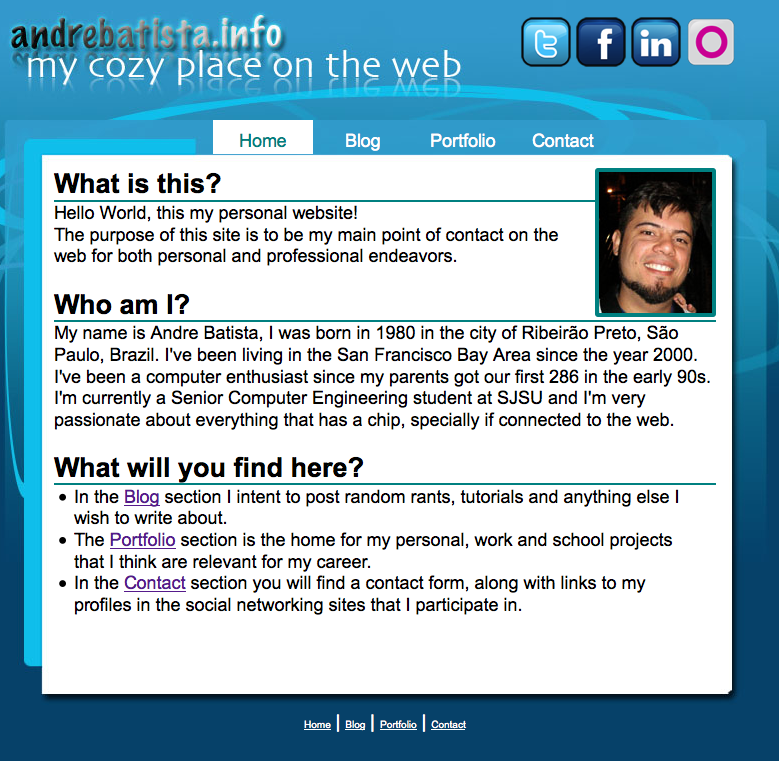 andrebatista.info
my cozy place on the web
Home Blog Portfolio Contact
What is this?
Hello World, this my personal website!
The purpose of this site is to be my main point of contact on the
web for both personal and professional endeavors.
Who am I?
My name is Andre Batista, I was born in 1980 in the city of Ribeirão Preto, São
Paulo, Brazil. I've been living in the San Francisco Bay Area since the year 2000.
I've been a computer enthusiast since my parents got our first 286 in the early 90s.
I'm currently a Senior Computer Engineering student at SJSU and I'm very
passionate about everything that has a chip, specially if connected to the web.
What will you find here?
In the Blog section I intent to post random rants, tutorials and anything else I
wish to write about.
The Portfolio section is the home for my personal, work and school projects
that I think are relevant for my career.
In the Contact section you will find a contact form, along with links to my
profiles in the social networking sites that I participate in.
Home | Blog | Portfolio | Contact